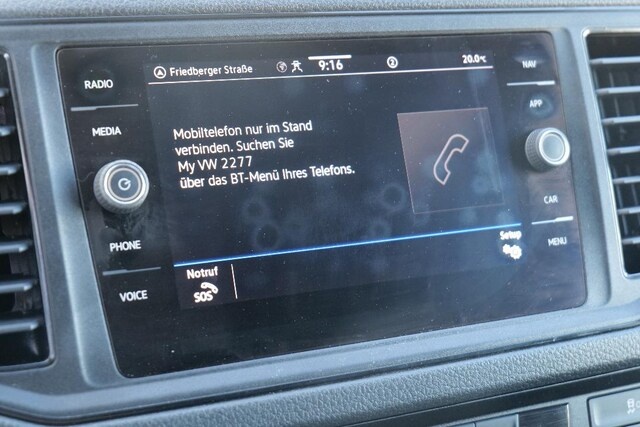 RADIO
MEDIA
PHONE
VOICE
Friedberger Straße
9:16
2
20.0°C
Mobiltelefon nur im Stand
verbinden. Suchen Sie
My VW 2277
über das BT-Menü Ihres Telefons.
Notruf
SOS
Setup
NAV
APP
CAR
MENU